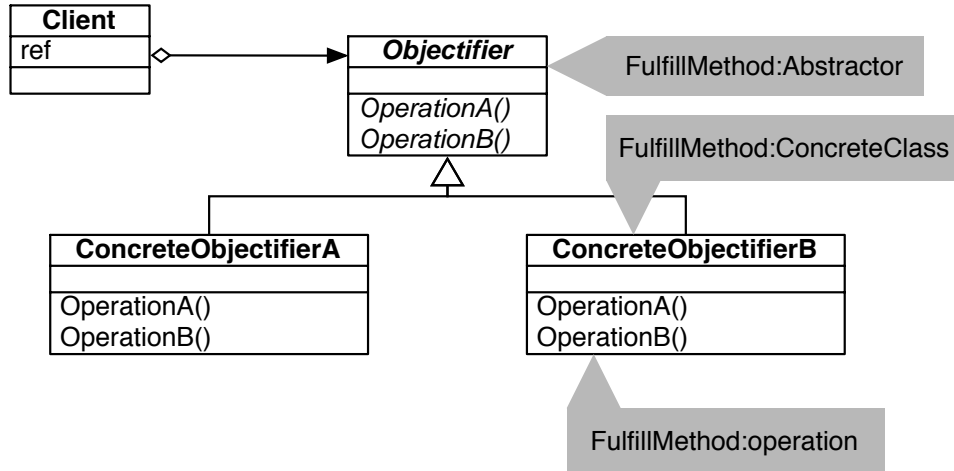 Client
ref
Objectifier
OperationA()
OperationB()
FulfillMethod:Abstractor
FulfillMethod:ConcreteClass
ConcreteObjectifierA
OperationA()
OperationB()
ConcreteObjectifierB
OperationA()
OperationB()
FulfillMethod:operation